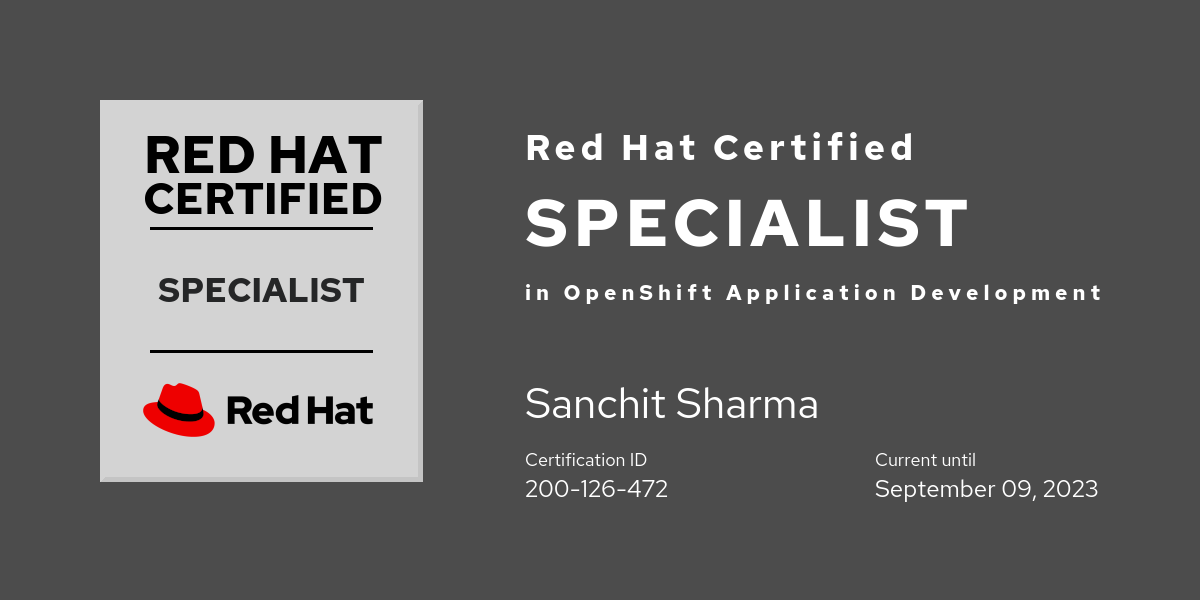 RED HAT
CERTIFIED
SPECIALIST
Red Hat
Red Hat Certified
SPECIALIST
in OpenShift Application Development
Sanchit Sharma
Certification ID
200-126-472
Current until
September 09, 2023